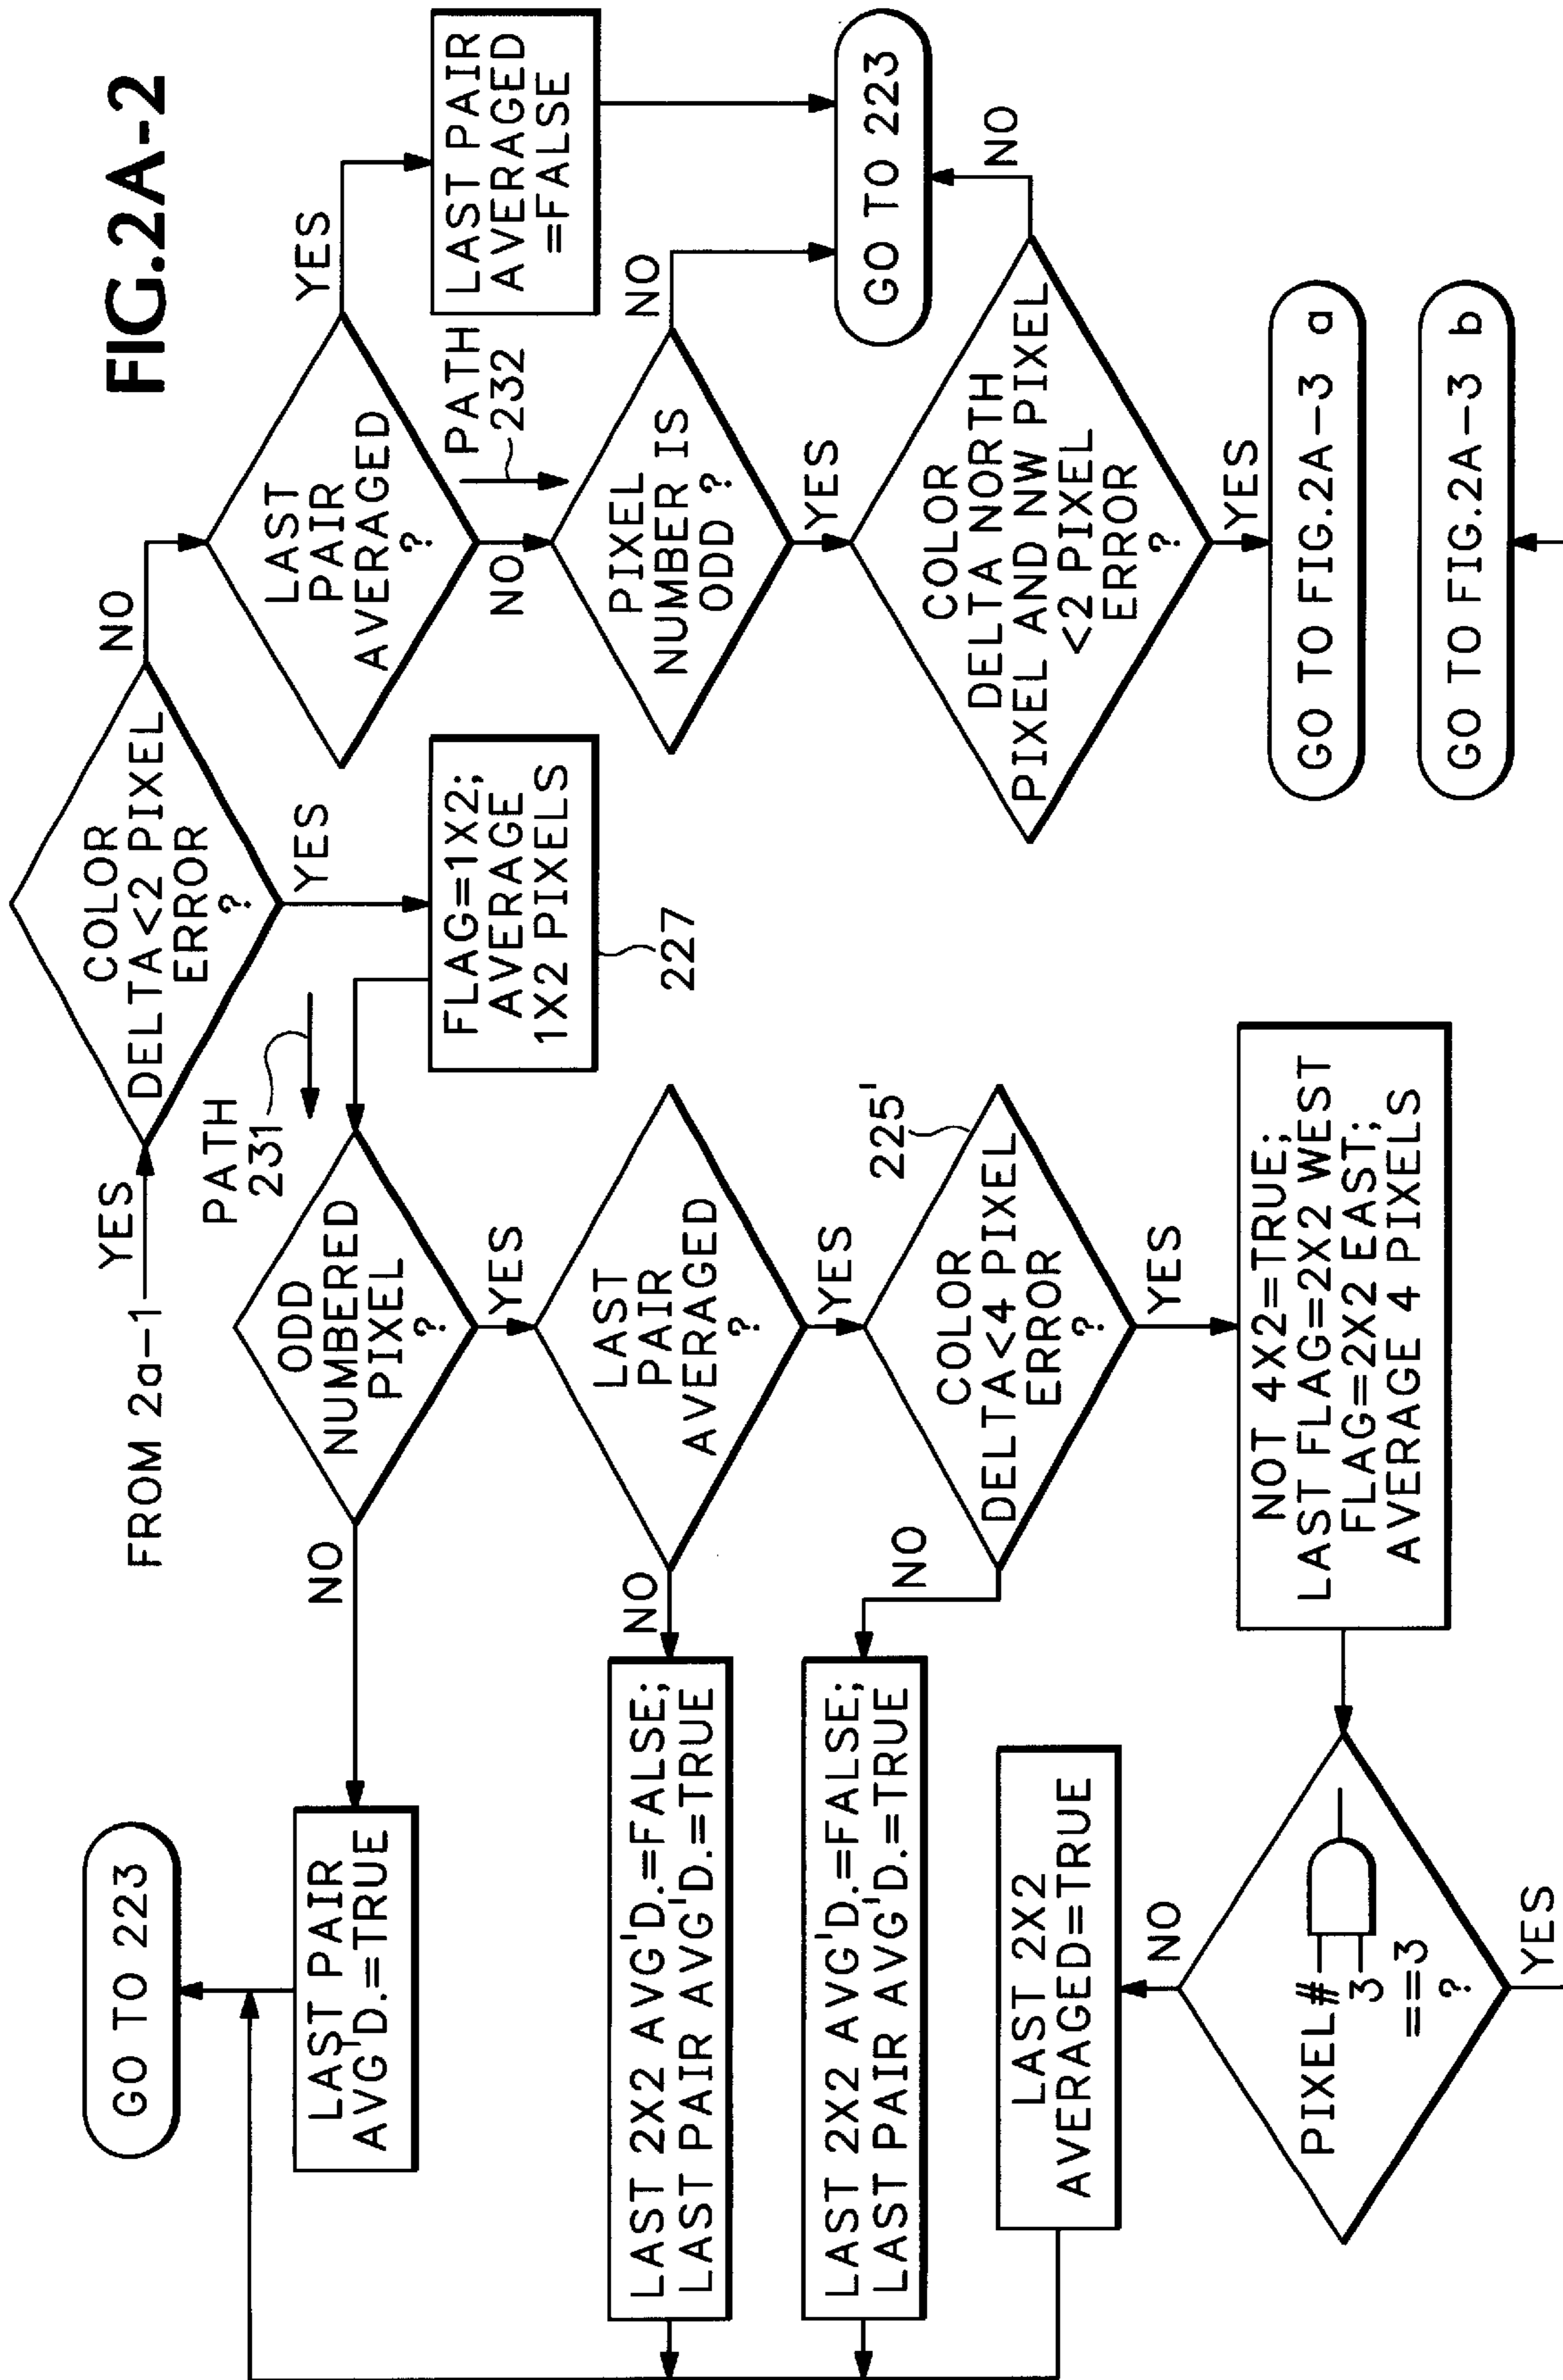 FIG.2A-2
FROM 2a-1
YES
COLOR
DELTA<2 PIXEL
ERROR
?
NO
YES
LAST
PAIR
AVERAGED
?
YES
LAST PAIR
AVERAGED
=FALSE
NO
PATH
232
PIXEL
NUMBER IS
ODD ?
NO
GO TO 223
YES
COLOR
DELTA NORTH
PIXEL AND NW PIXEL
<2 PIXEL
ERROR
?
NO
YES
GO TO FIG.2A-3 a
FLAG=1X2;
AVERAGE
1X2 PIXELS
227
PATH
231
ODD
NUMBERED
PIXEL
?
NO
LAST PAIR
AVG'D.=TRUE
GO TO 223
YES
LAST
PAIR
AVERAGED
?
NO
LAST 2X2 AVG'D.=FALSE;
LAST PAIR AVG'D.=TRUE
YES
COLOR
DELTA<4 PIXEL
ERROR
?
225'
NO
LAST 2X2 AVG'D.=FALSE;
LAST PAIR AVG'D.=TRUE
YES
NOT 4X2=TRUE;
LAST FLAG=2X2 WEST
FLAG=2X2 EAST;
AVERAGE 4 PIXELS
PIXEL#
3
==3
?
NO
LAST 2X2
AVERAGED=TRUE
YES
GO TO FIG.2A-3 b